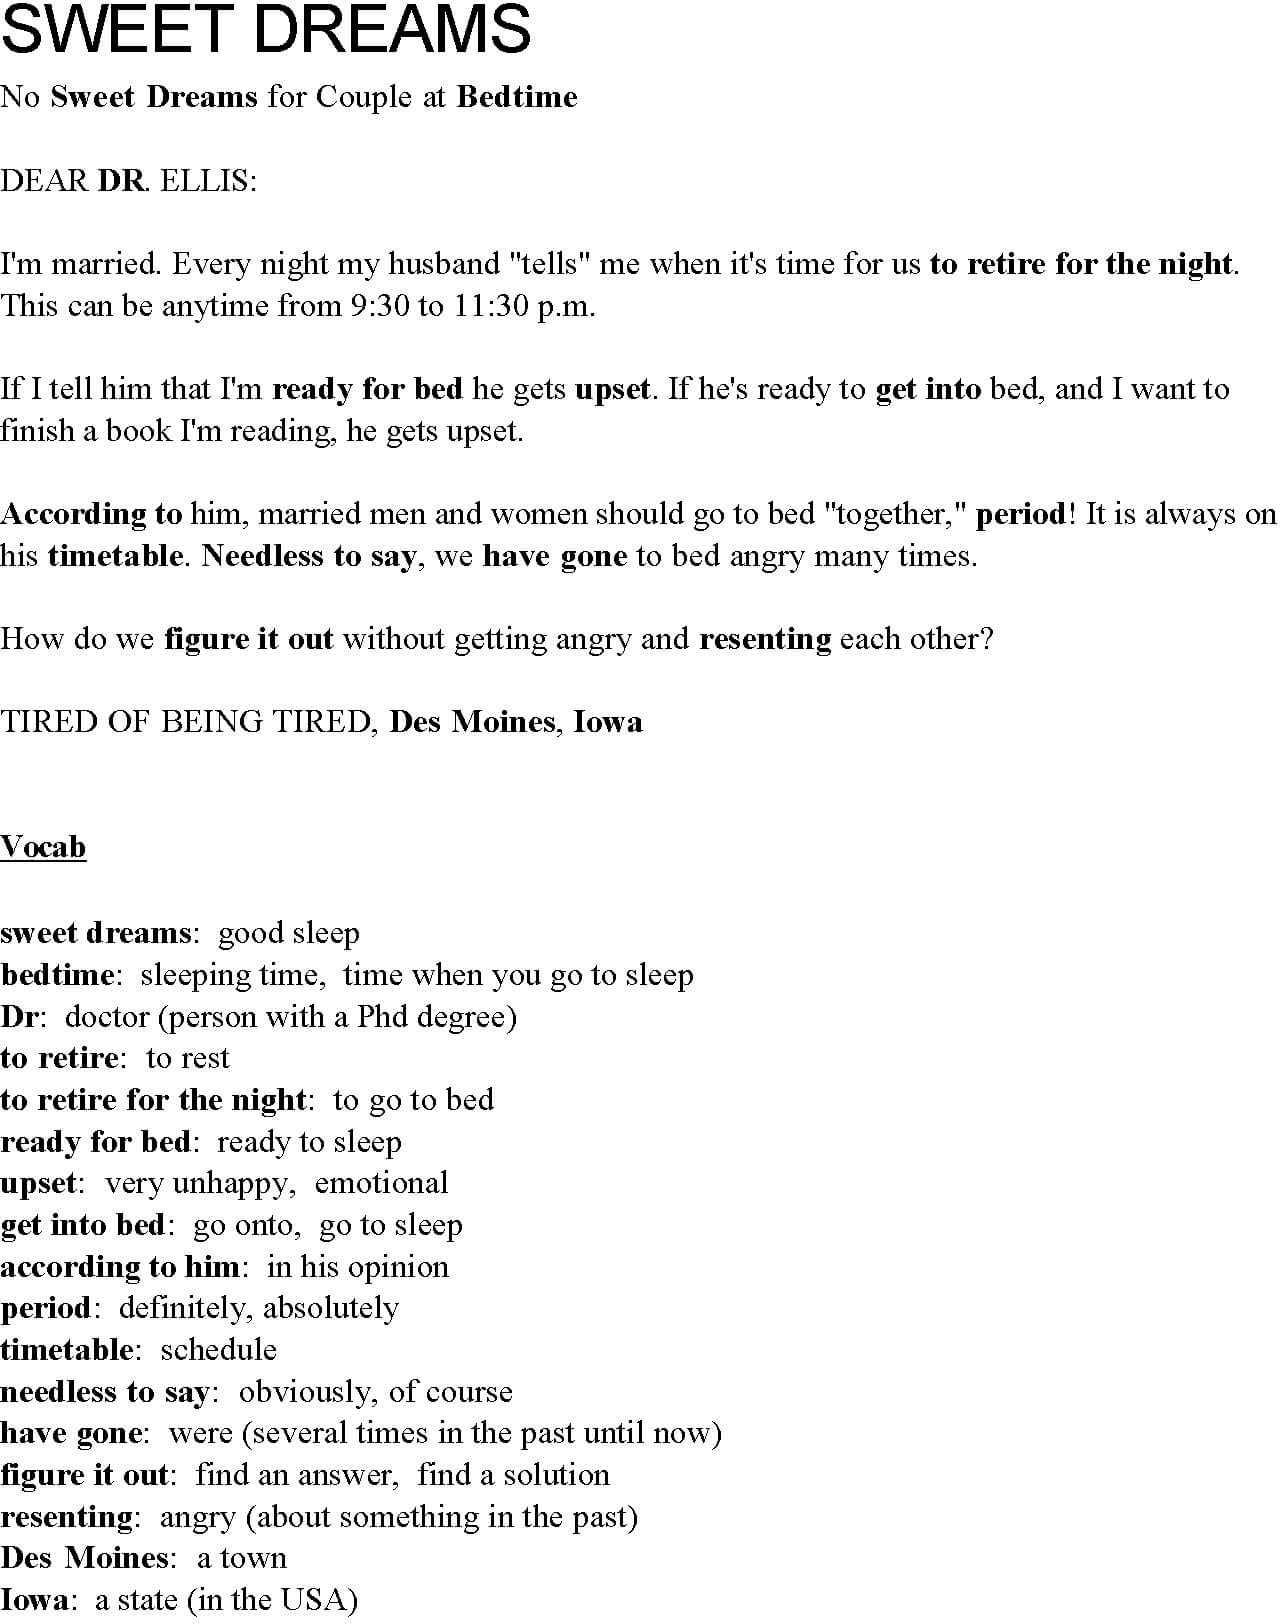 SWEET DREAMS
No Sweet Dreams for Couple at Bedtime
DEAR DR. ELLIS:
I'm married. Every night my husband "tells" me when it's time for us to retire for the night.
This can be anytime from 9:30 to 11:30 p.m.
If I tell him that I'm ready for bed he gets upset. If he's ready to get into bed, and I want to
finish a book I'm reading, he gets upset.
According to him, married men and women should go to bed "together," period! It is always on
his timetable. Needless to say, we have gone to bed angry many times.
How do we figure it out without getting angry and resenting each other?
TIRED OF BEING TIRED, Des Moines, Iowa
Vocab
sweet dreams:  good sleep
bedtime:  sleeping time,  time when you go to sleep
Dr:  doctor (person with a Phd degree)
to retire:  to rest
to retire for the night:  to go to bed
ready for bed:  ready to sleep
upset:  very unhappy,  emotional
get into bed:  go onto,  go to sleep
according to him:  in his opinion
period:  definitely, absolutely
timetable:  schedule
needless to say:  obviously, of course
have gone:  were (several times in the past until now)
figure it out:  find an answer,  find a solution
resenting:  angry (about something in the past)
Des Moines:  a town
Iowa:  a state (in the USA)